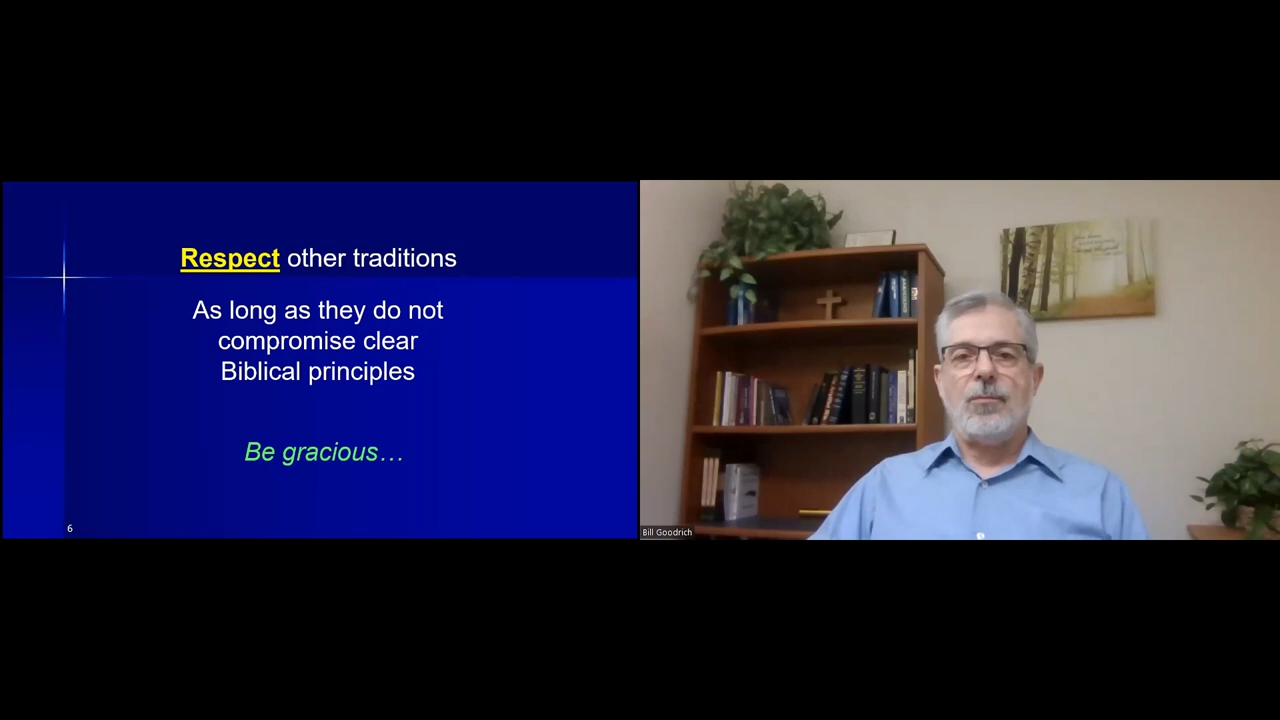 Respect other traditions
As long as they do not
compromise clear
Biblical principles
Be gracious…
6
Bill Goodrich